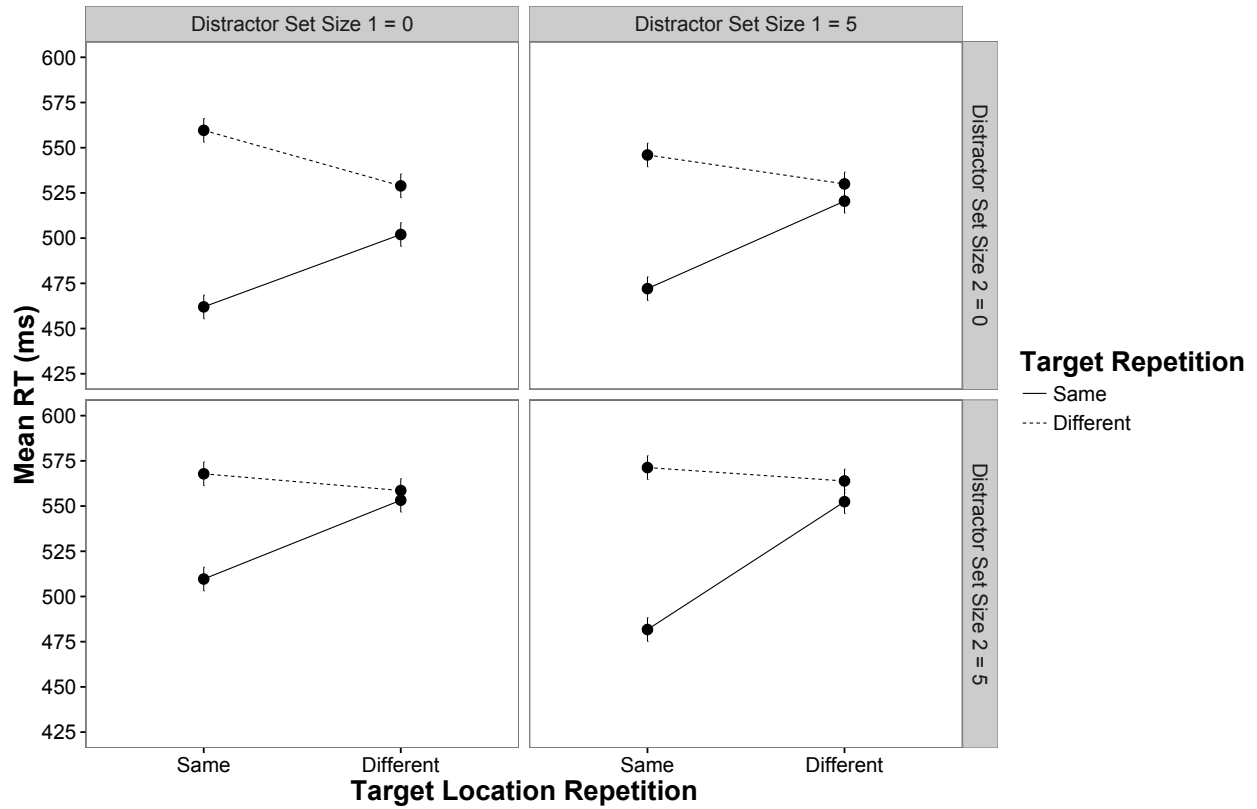 Distractor Set Size 1 = 0
Distractor Set Size 1 = 5
600
575
550
525
500
475
450
425
Distractor Set Size 2 = 0
Mean RT (ms)
600
575
550
525
500
475
450
425
Distractor Set Size 2 = 5
Same
Different
Same
Different
Target Location Repetition
Target Repetition
Same
Different